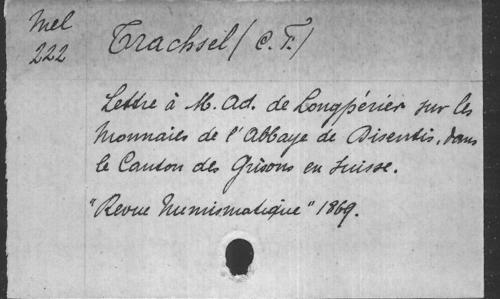 Mel
222
Trachsel (C. F.)
Lettre à M. Ad. de Longpérier sur les
Monnaies de l'Abbaye de Disentis, dans
le Canton des Grisons en Suisse.
"Revue Numismatique" 1869.